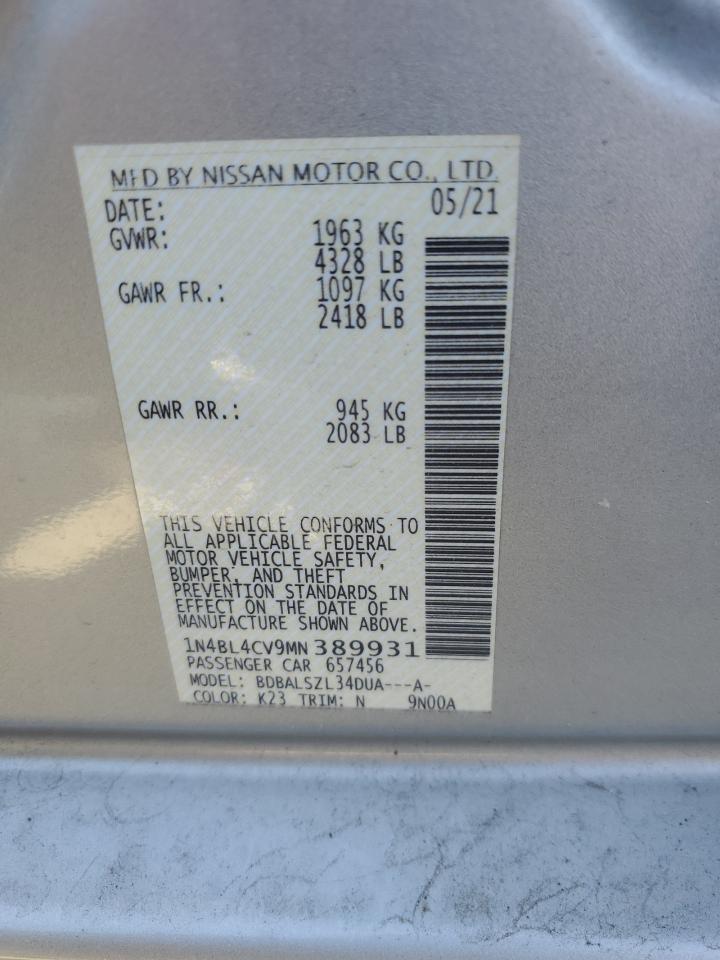 MFD BY NISSAN MOTOR CO., LTD.
DATE: 05/21
GVWR: 1963 KG
4328 LB
GAWR FR.: 1097 KG
2418 LB
GAWR RR.: 945 KG
2083 LB
THIS VEHICLE CONFORMS TO
ALL APPLICABLE FEDERAL
MOTOR VEHICLE SAFETY,
BUMPER, AND THEFT
PREVENTION STANDARDS IN
EFFECT ON THE DATE OF
MANUFACTURE SHOWN ABOVE.
1N4BL4CV9MN389931
PASSENGER CAR 657456
MODEL: BDBALSZL34DUA---A-
COLOR: K23 TRIM: N 9N00A